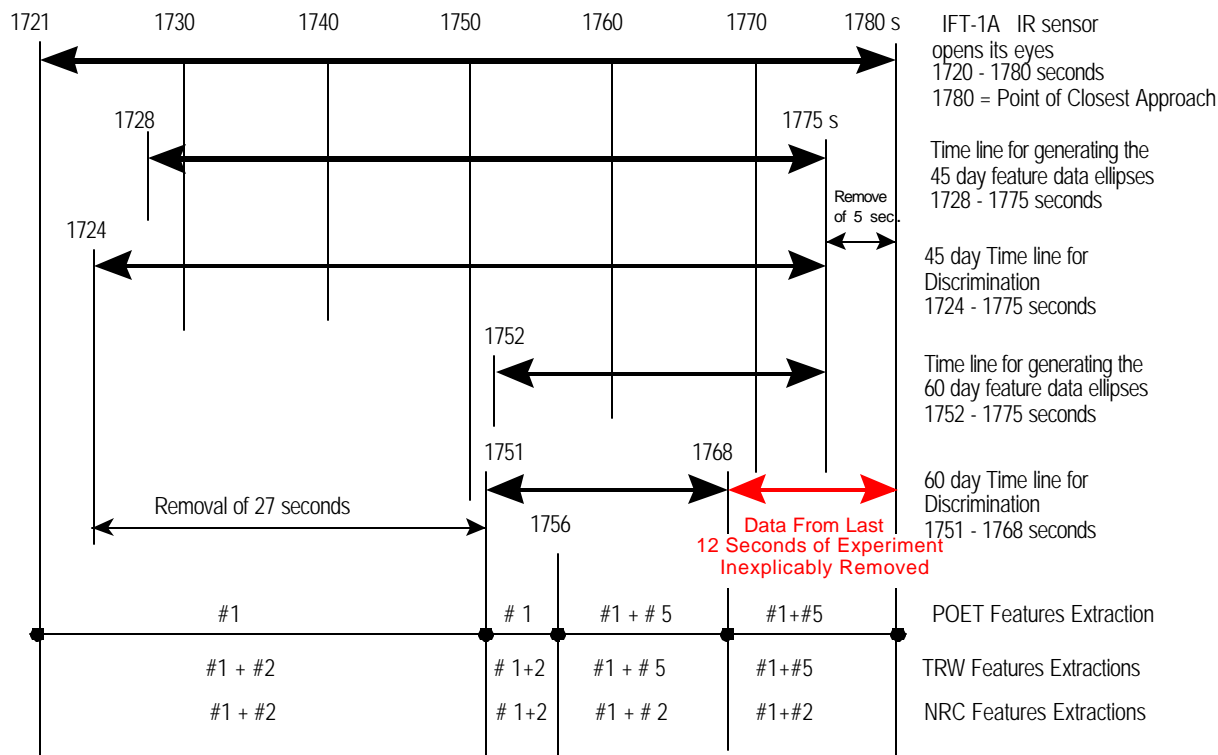 1721 1730 1740 1750 1760 1770 1780 s
IFT-1A IR sensor
opens its eyes
1720 - 1780 seconds
1780 = Point of Closest Approach
1728 1775 s
Time line for generating the
45 day feature data ellipses
1728 - 1775 seconds
Remove
of 5 sec.
1724
45 day Time line for
Discrimination
1724 - 1775 seconds
1752
Time line for generating the
60 day feature data ellipses
1752 - 1775 seconds
1751 1768
60 day Time line for
Discrimination
1751 - 1768 seconds
Removal of 27 seconds
1756
Data From Last
12 Seconds of Experiment
Inexplicably Removed
#1 # 1 #1 + # 5 #1+#5 POET Features Extraction
#1 + #2 # 1+2 #1 + # 5 #1+#5 TRW Features Extractions
#1 + #2 # 1+2 #1 + # 2 #1+#2 NRC Features Extractions